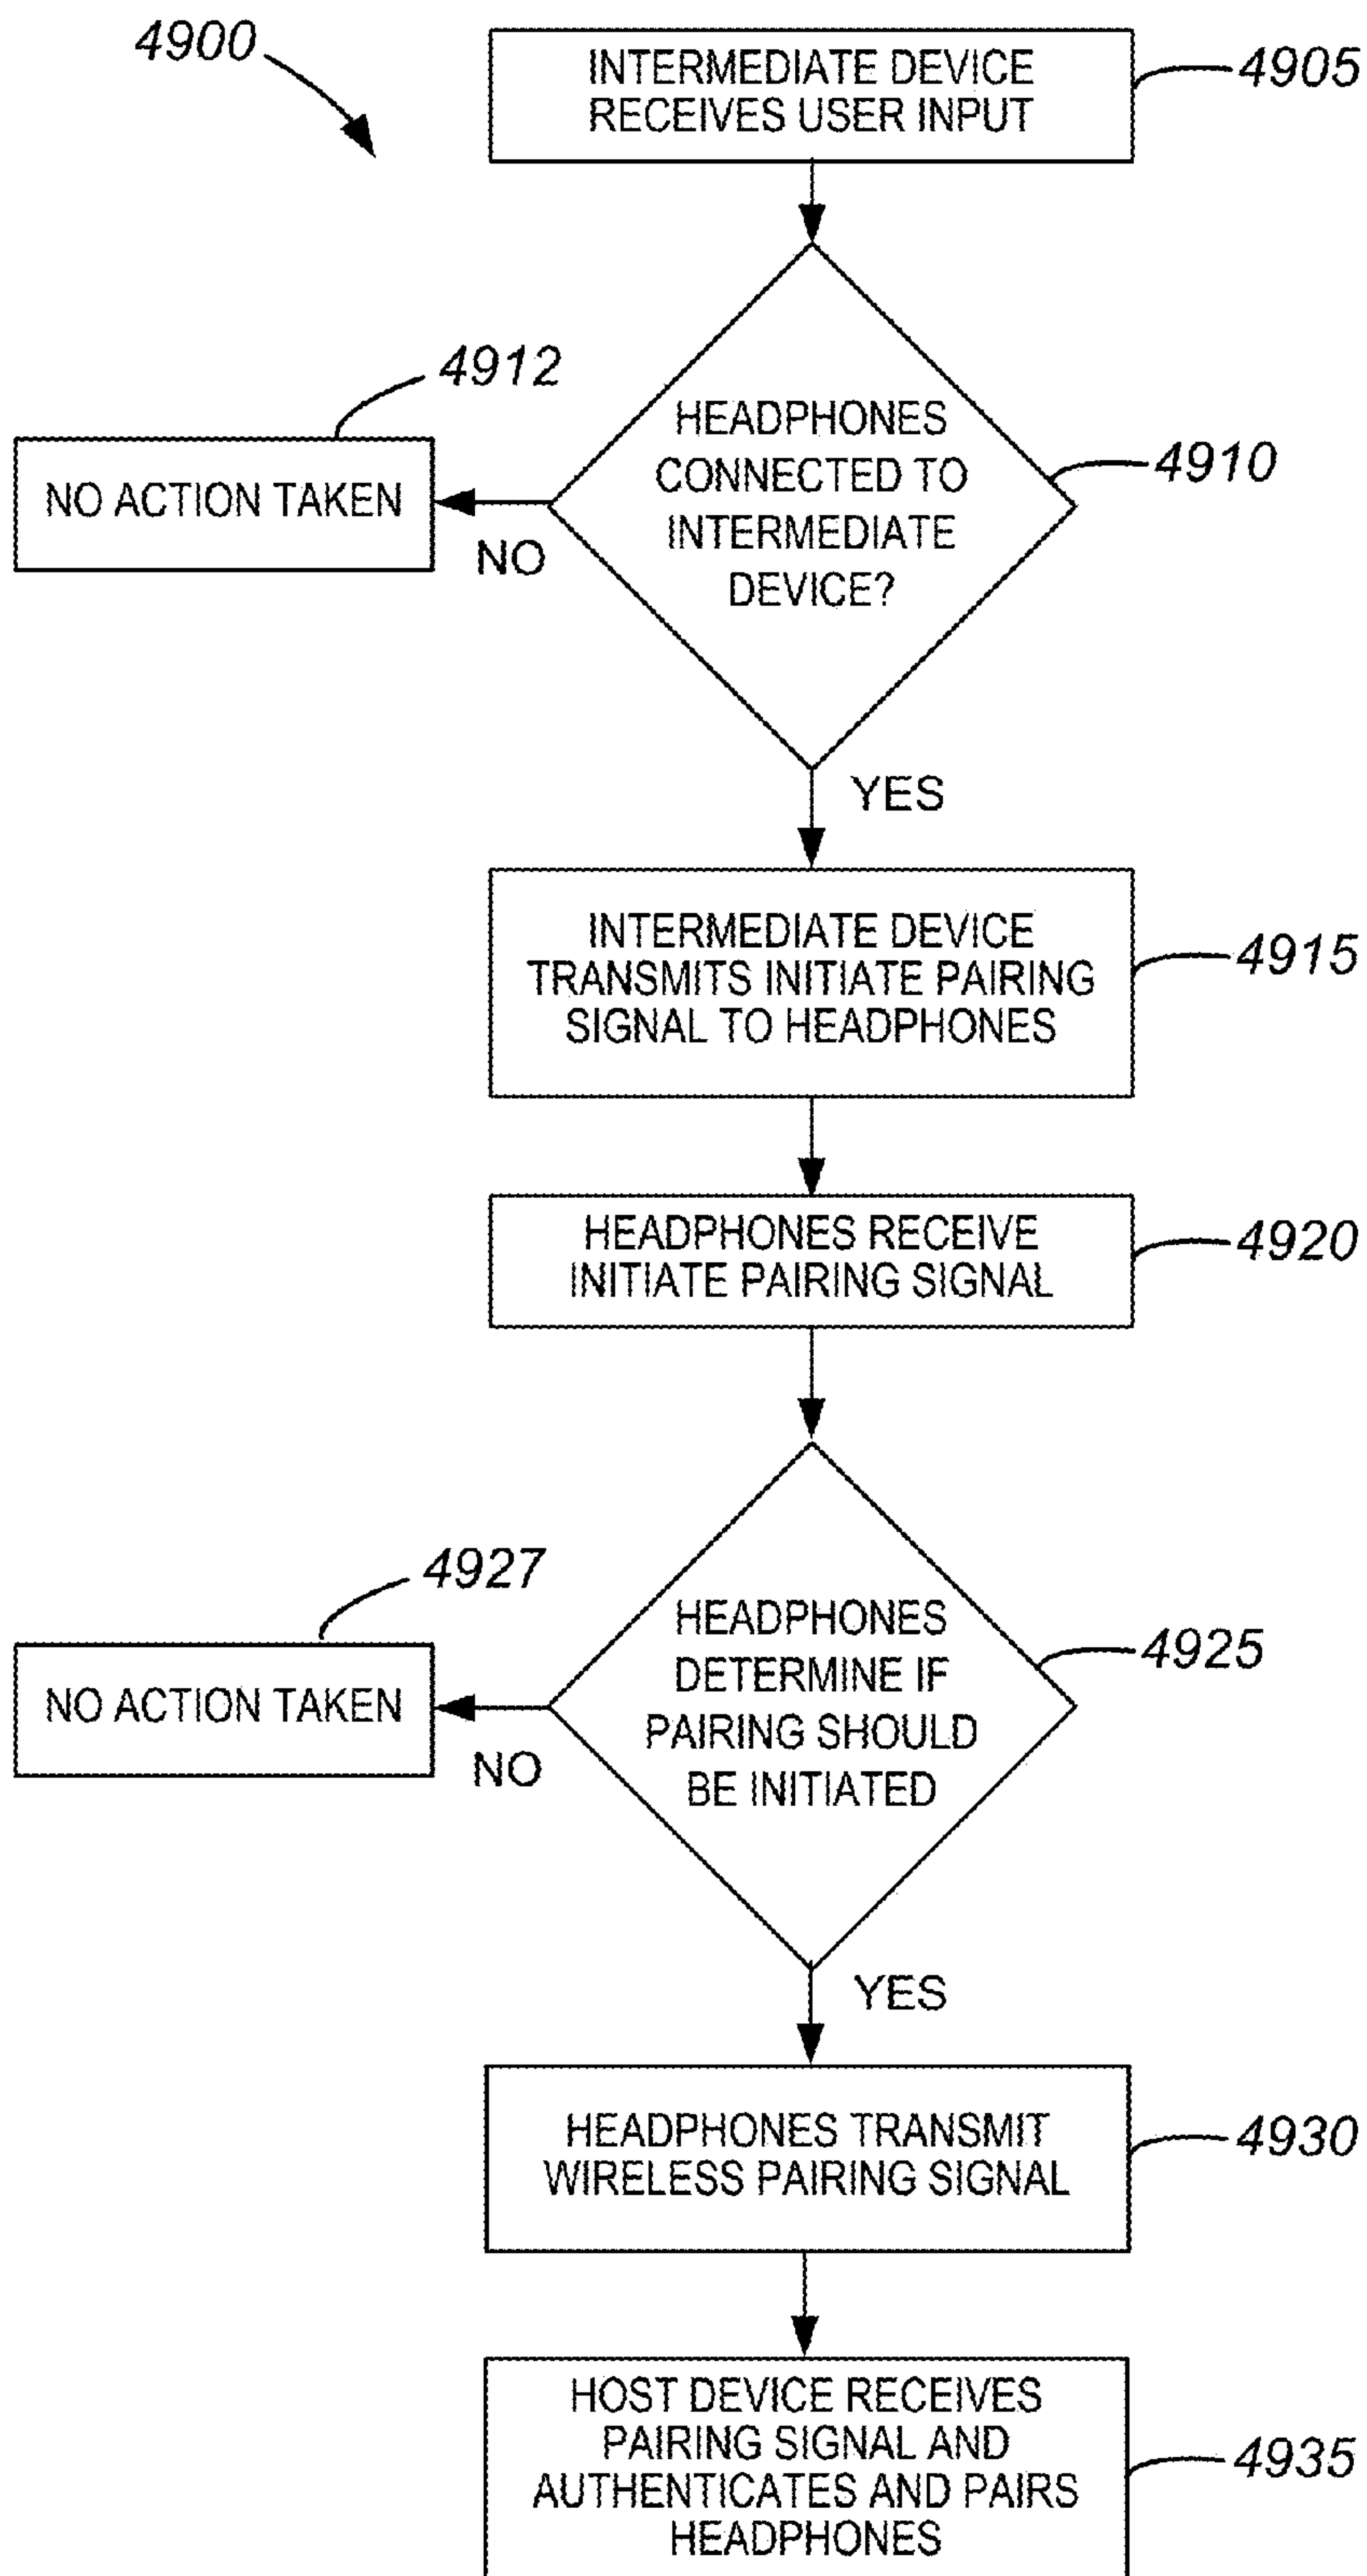 4900
INTERMEDIATE DEVICE
RECEIVES USER INPUT
4905
HEADPHONES
CONNECTED TO
INTERMEDIATE
DEVICE?
4910
4912
NO ACTION TAKEN
NO
YES
INTERMEDIATE DEVICE
TRANSMITS INITIATE PAIRING
SIGNAL TO HEADPHONES
4915
HEADPHONES RECEIVE
INITIATE PAIRING SIGNAL
4920
HEADPHONES
DETERMINE IF
PAIRING SHOULD
BE INITIATED
4925
4927
NO ACTION TAKEN
NO
YES
HEADPHONES TRANSMIT
WIRELESS PAIRING SIGNAL
4930
HOST DEVICE RECEIVES
PAIRING SIGNAL AND
AUTHENTICATES AND PAIRS
HEADPHONES
4935